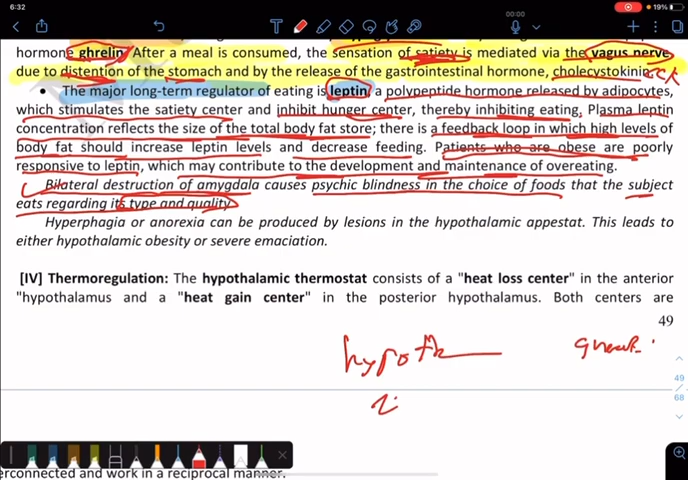 6:32
00:00
19%
hormone ghrelin. After a meal is consumed, the sensation of satiety is mediated via the vagus nerve
due to distention of the stomach and by the release of the gastrointestinal hormone, cholecystokinin
• The major long-term regulator of eating is leptin a polypeptide hormone released by adipocytes,
which stimulates the satiety center and inhibit hunger center, thereby inhibiting eating. Plasma leptin
concentration reflects the size of the total body fat store; there is a feedback loop in which high levels of
body fat should increase leptin levels and decrease feeding. Patients who are obese are poorly
responsive to leptin, which may contribute to the development and maintenance of overeating.
Bilateral destruction of amygdala causes psychic blindness in the choice of foods that the subject
eats regarding its type and quality
Hyperphagia or anorexia can be produced by lesions in the hypothalamic appestat. This leads to
either hypothalamic obesity or severe emaciation.
[IV) Thermoregulation: The hypothalamic thermostat consists of a "heat loss center" in the anterior
"hypothalamus and a "heat gain center" in the posterior hypothalamus. Both centers are
49
hypoth
49
68
erconnected and work in a reciprocal manner.